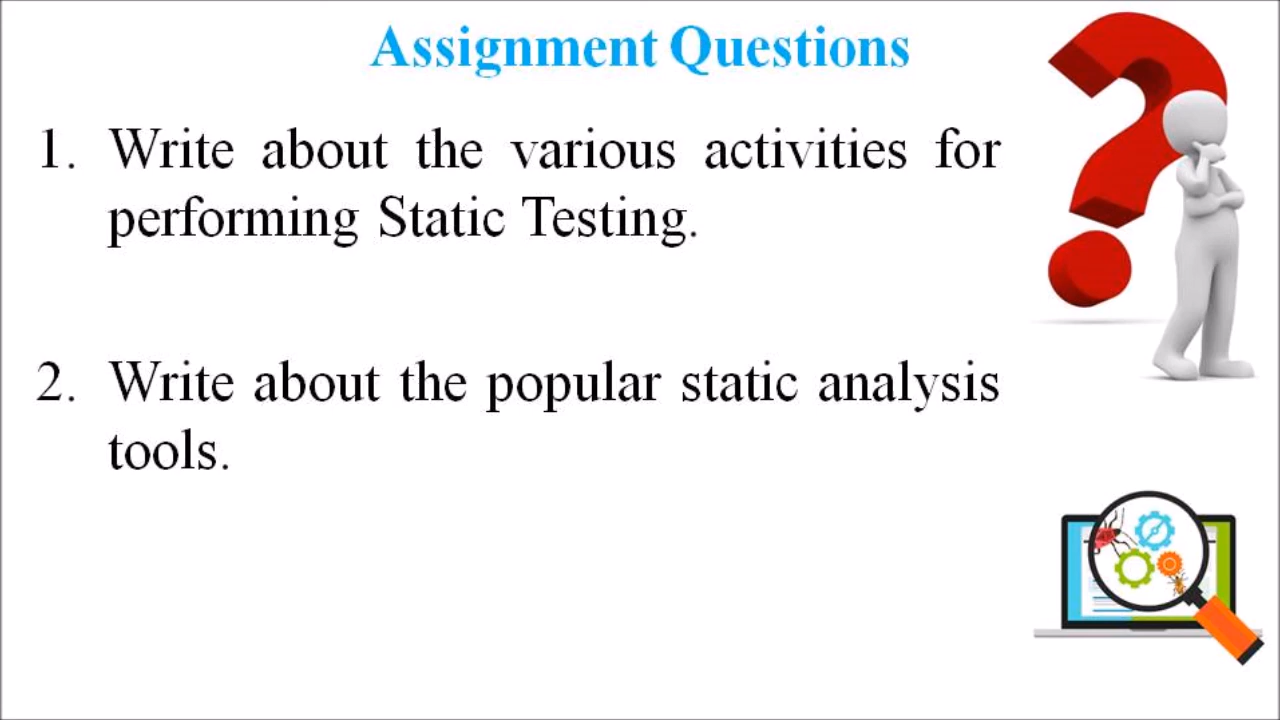 Assignment Questions
1. Write about the various activities for
performing Static Testing.
2. Write about the popular static analysis
tools.